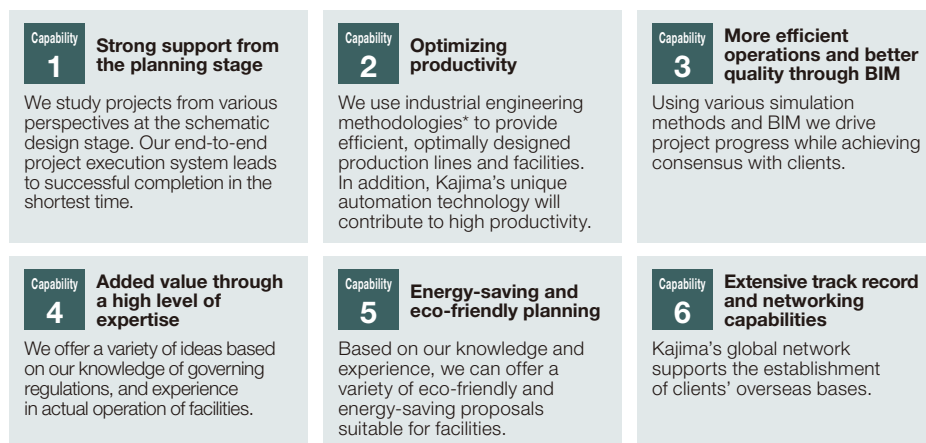 Capability
1
Strong support from
the planning stage
We study projects from various
perspectives at the schematic
design stage. Our end-to-end
project execution system leads
to successful completion in the
shortest time.
Capability
2
Optimizing
productivity
We use industrial engineering
methodologies* to provide
efficient, optimally designed
production lines and facilities.
In addition, Kajima's unique
automation technology will
contribute to high productivity.
Capability
3
More efficient
operations and better
quality through BIM
Using various simulation
methods and BIM we drive
project progress while achieving
consensus with clients.
Capability
4
Added value through
a high level of
expertise
We offer a variety of ideas based
on our knowledge of governing
regulations, and experience
in actual operation of facilities.
Capability
5
Energy-saving and
eco-friendly planning
Based on our knowledge and
experience, we can offer a
variety of eco-friendly and
energy-saving proposals
suitable for facilities.
Capability
6
Extensive track record
and networking
capabilities
Kajima's global network
supports the establishment
of clients' overseas bases.